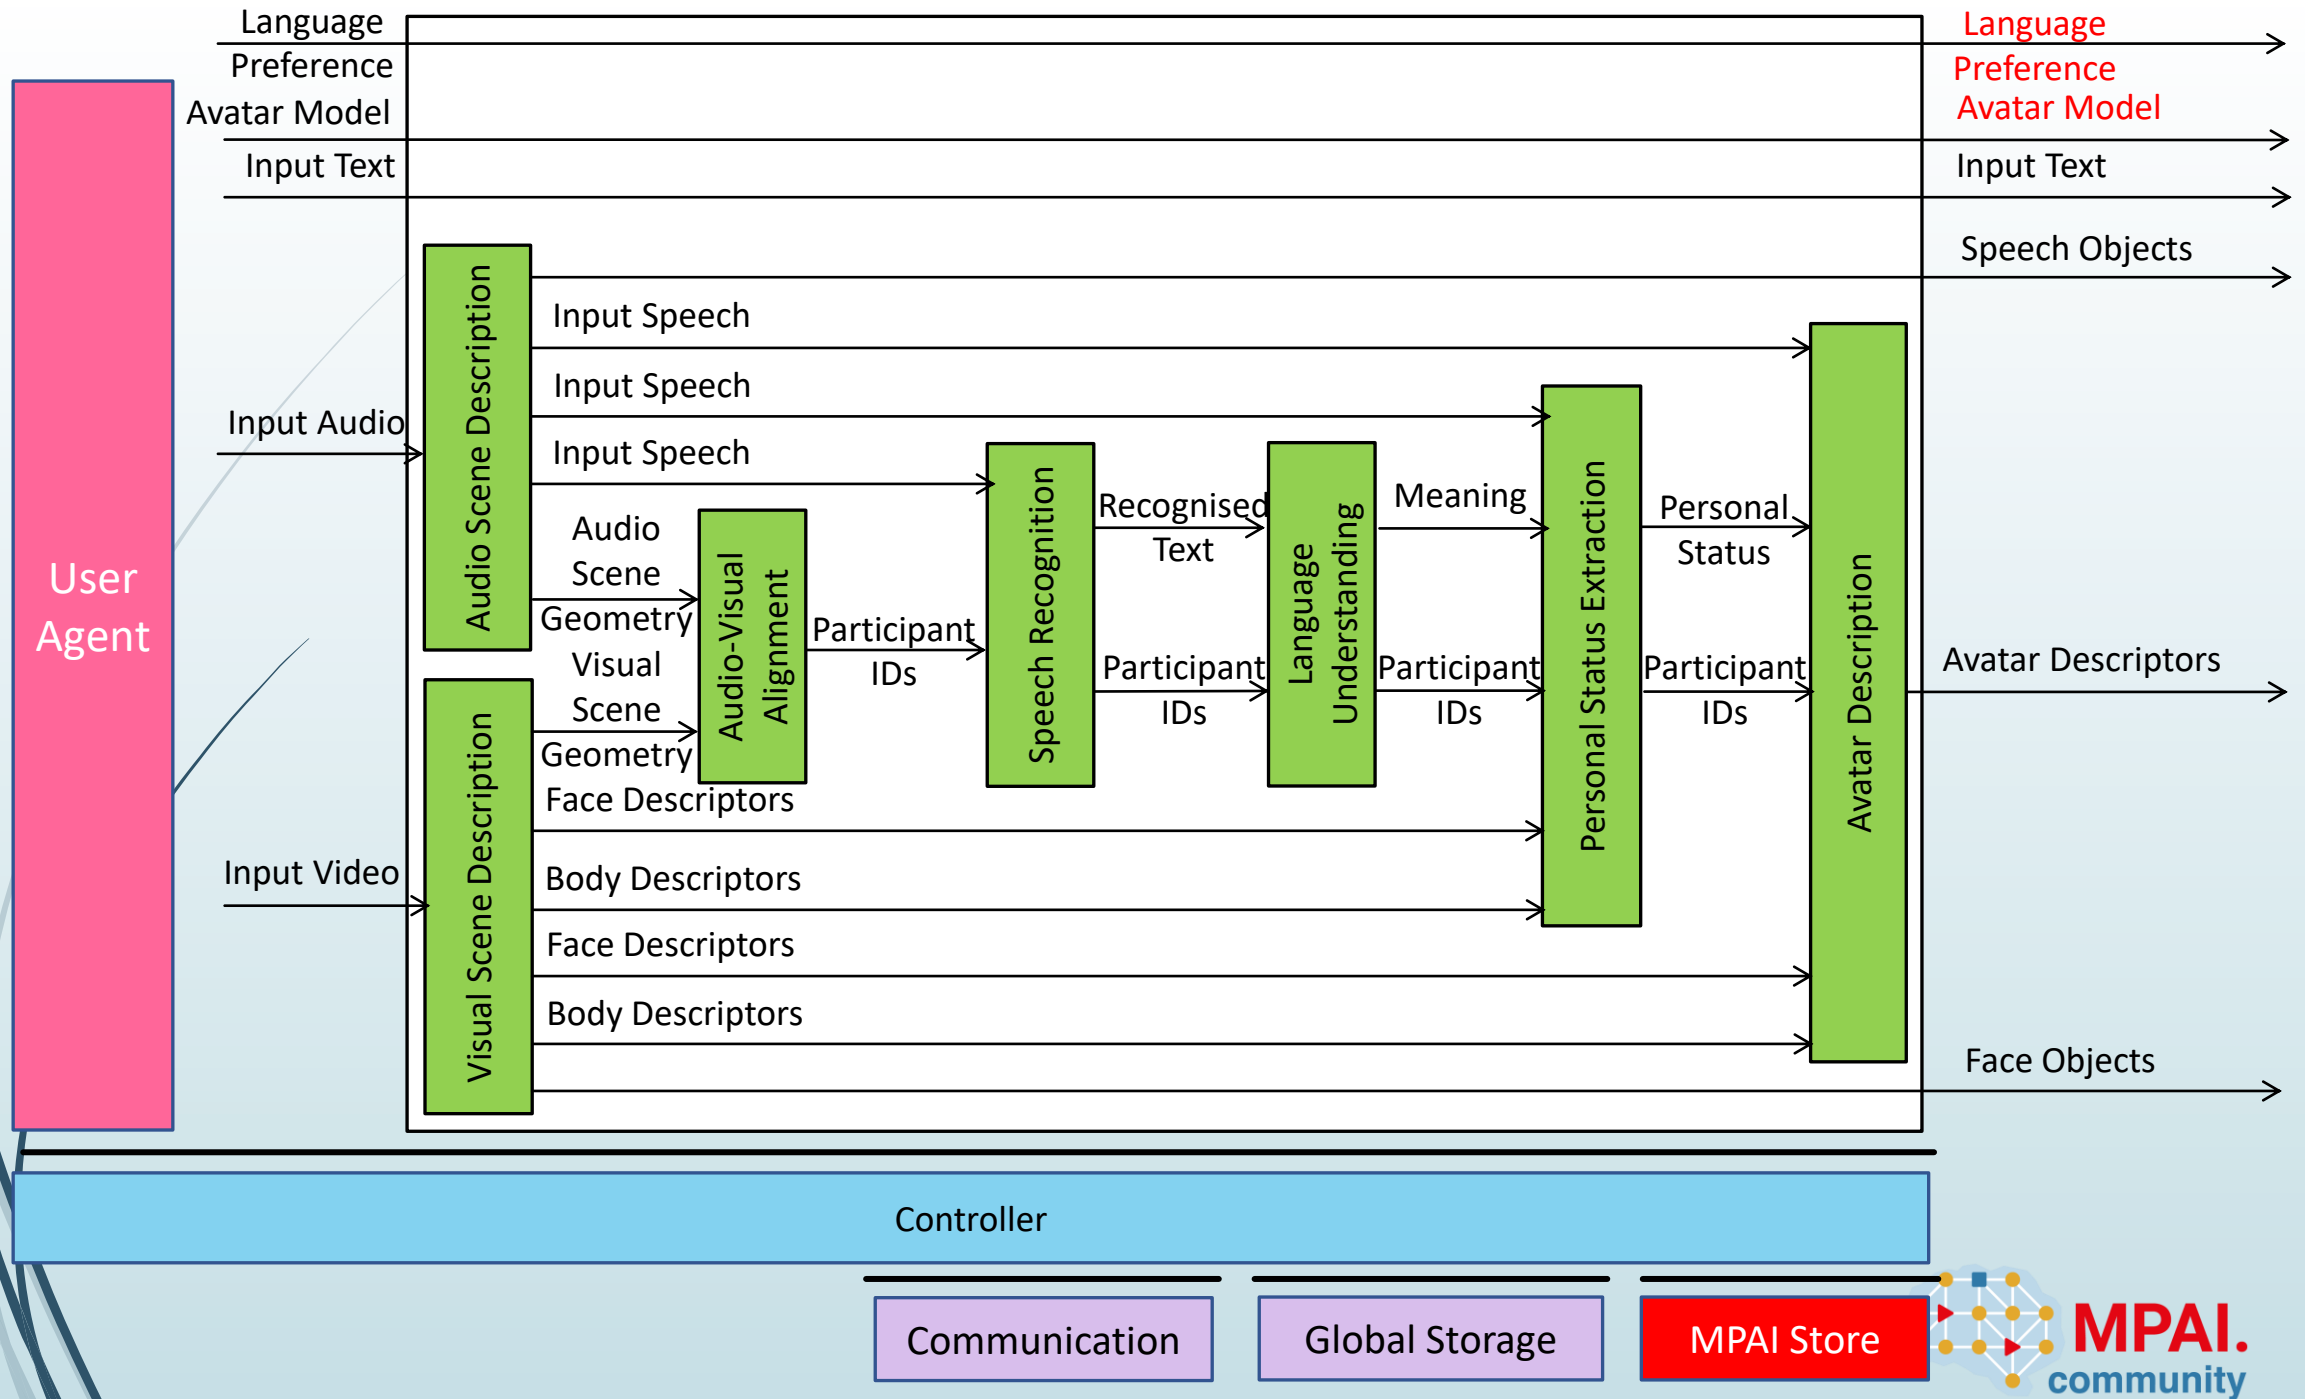 Language
Preference
Avatar Model
Input Text
Language
Preference
Avatar Model
Input Text
Speech Objects
User
Agent
Input Audio
Input Video
Audio Scene Description
Visual Scene Description
Input Speech
Input Speech
Input Speech
Audio
Scene
Geometry
Visual
Scene
Geometry
Audio-Visual
Alignment
Participant
IDs
Speech Recognition
Recognised
Text
Participant
IDs
Language
Understanding
Meaning
Participant
IDs
Personal Status Extraction
Personal
Status
Participant
IDs
Avatar Description
Avatar Descriptors
Face Descriptors
Body Descriptors
Face Descriptors
Body Descriptors
Face Objects
Controller
Communication
Global Storage
MPAI Store
MPAI.
community